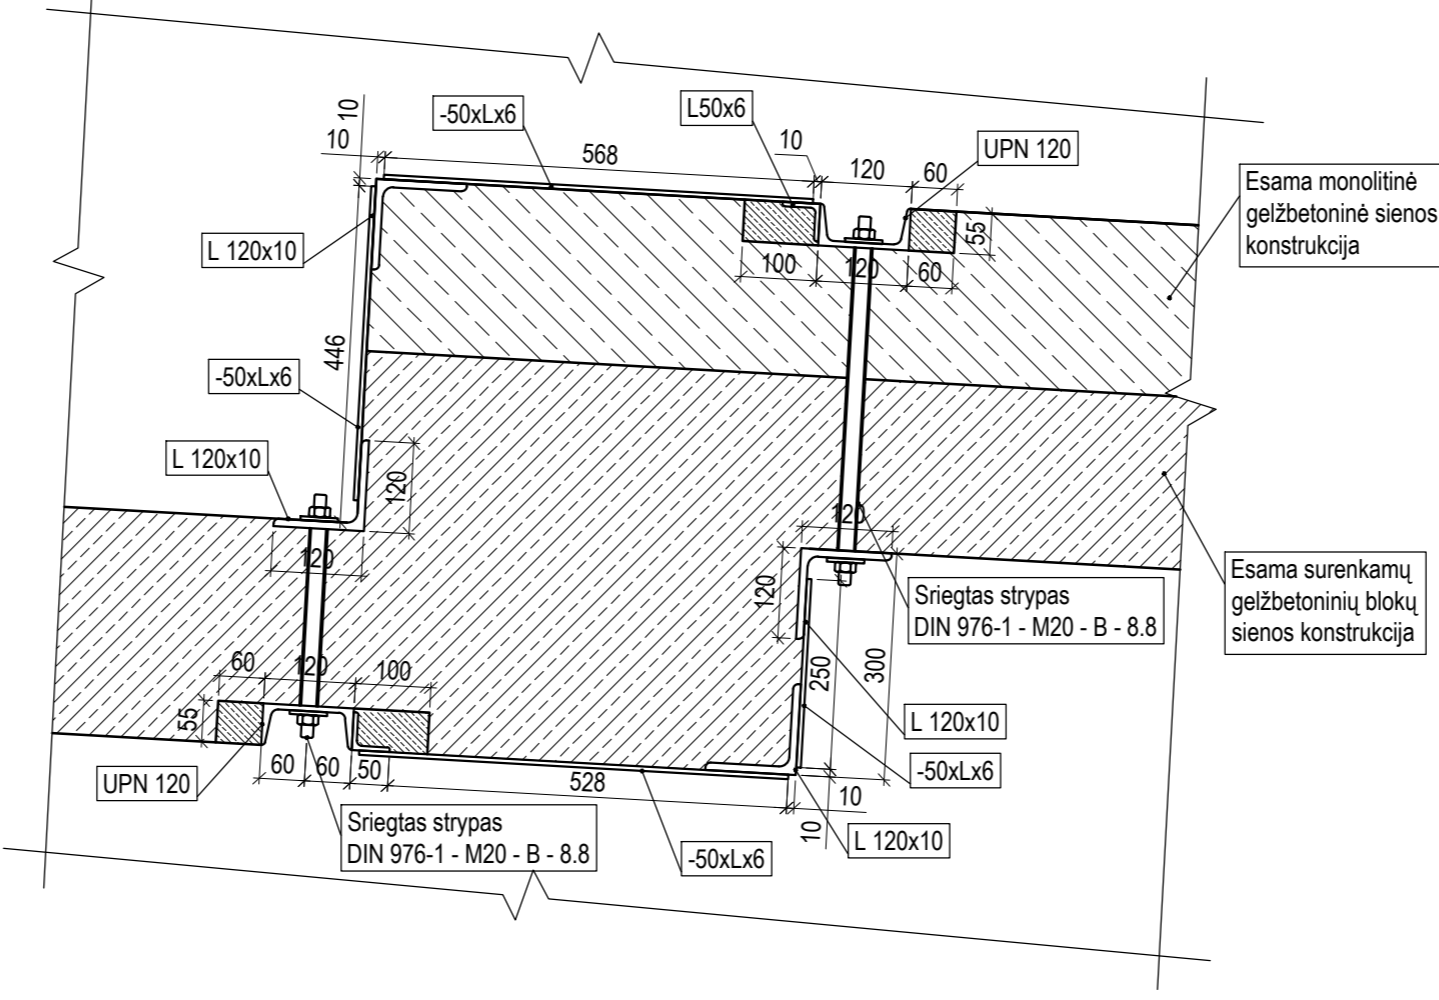 10
10
-50xLx6
568
L50x6
10
120
60
UPN 120
Esama monolitinė
gelžbetoninė sienos
konstrukcija
L 120x10
55
100
120
60
446
-50xLx6
L 120x10
120
120
120
120
Sriegtas strypas
DIN 976-1 - M20 - B - 8.8
Esama surenkamų
gelžbetoninių blokų
sienos konstrukcija
250
300
60
120
100
55
L 120x10
-50xLx6
UPN 120
60
60
50
528
10
10
Sriegtas strypas
DIN 976-1 - M20 - B - 8.8
-50xLx6
L 120x10